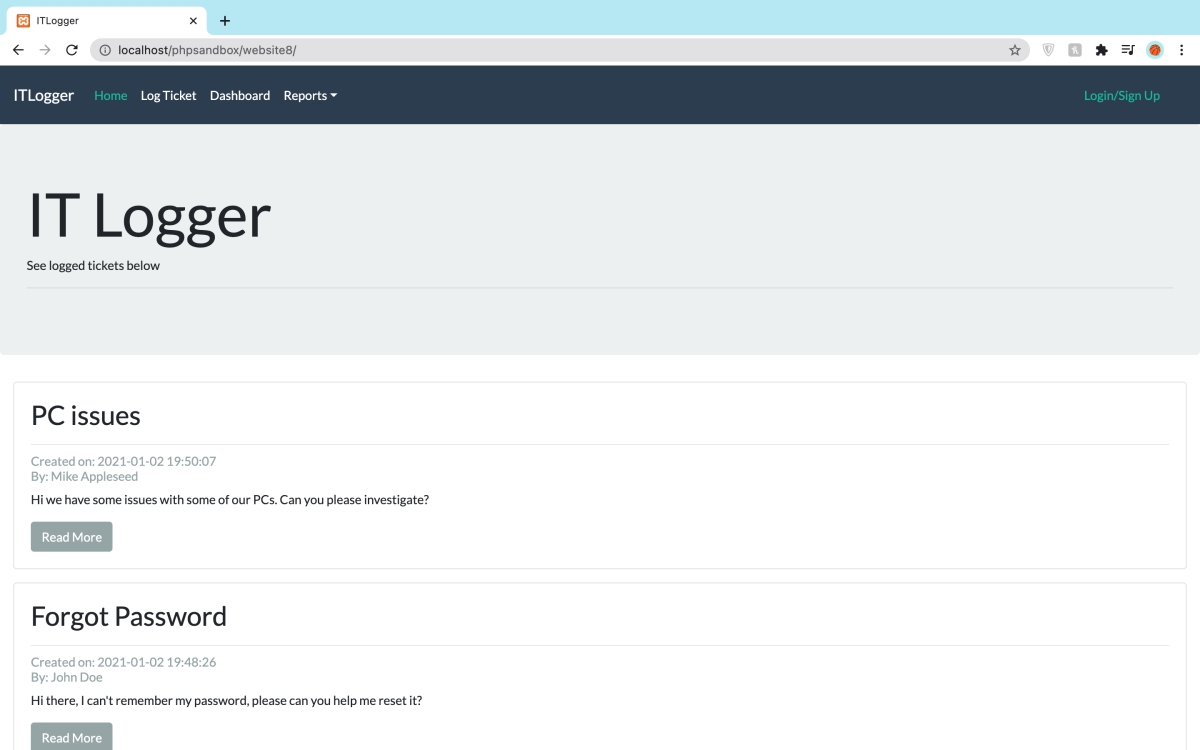 ITLogger
localhost/phpsandbox/website8/
ITLogger Home Log Ticket Dashboard Reports Login/Sign Up
IT Logger
See logged tickets below
PC issues
Created on: 2021-01-02 19:50:07
By: Mike Appleseed
Hi we have some issues with some of our PCs. Can you please investigate?
Read More
Forgot Password
Created on: 2021-01-02 19:48:26
By: John Doe
Hi there, I can't remember my password, please can you help me reset it?
Read More